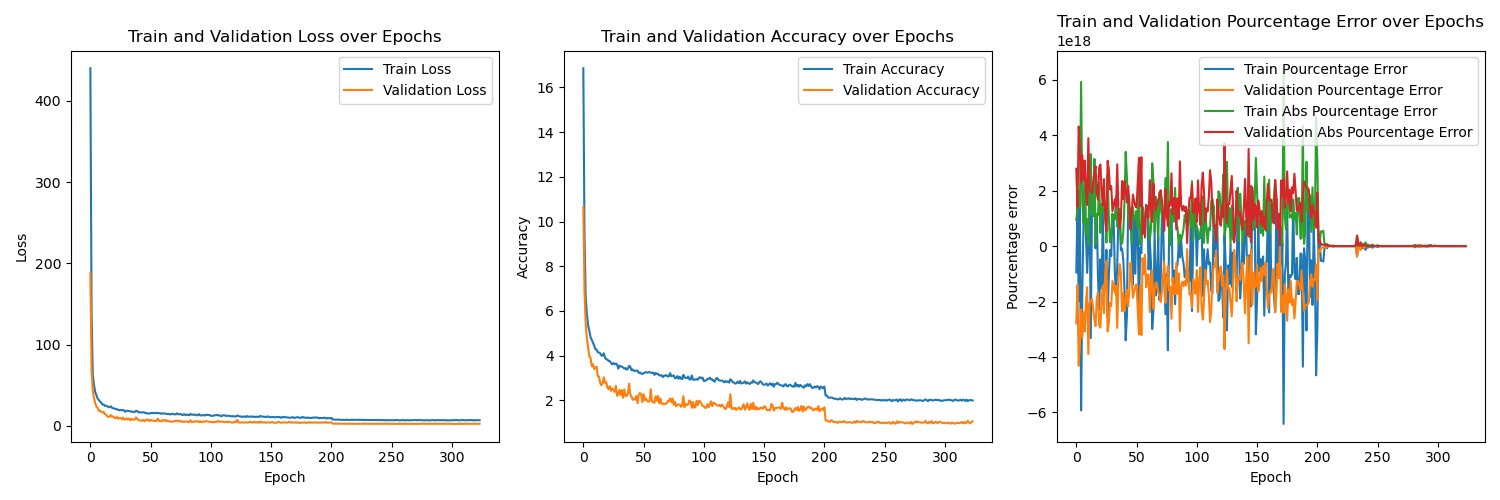 Train and Validation Loss over Epochs
Loss
400
300
200
100
0
0 50 100 150 200 250 300
Epoch
Train Loss
Validation Loss
Train and Validation Accuracy over Epochs
Accuracy
16
14
12
10
8
6
4
2
0 50 100 150 200 250 300
Epoch
Train Accuracy
Validation Accuracy
Train and Validation Pourcentage Error over Epochs
1e18
Pourcentage error
6
4
2
0
−2
−4
−6
0 50 100 150 200 250 300
Epoch
Train Pourcentage Error
Validation Pourcentage Error
Train Abs Pourcentage Error
Validation Abs Pourcentage Error